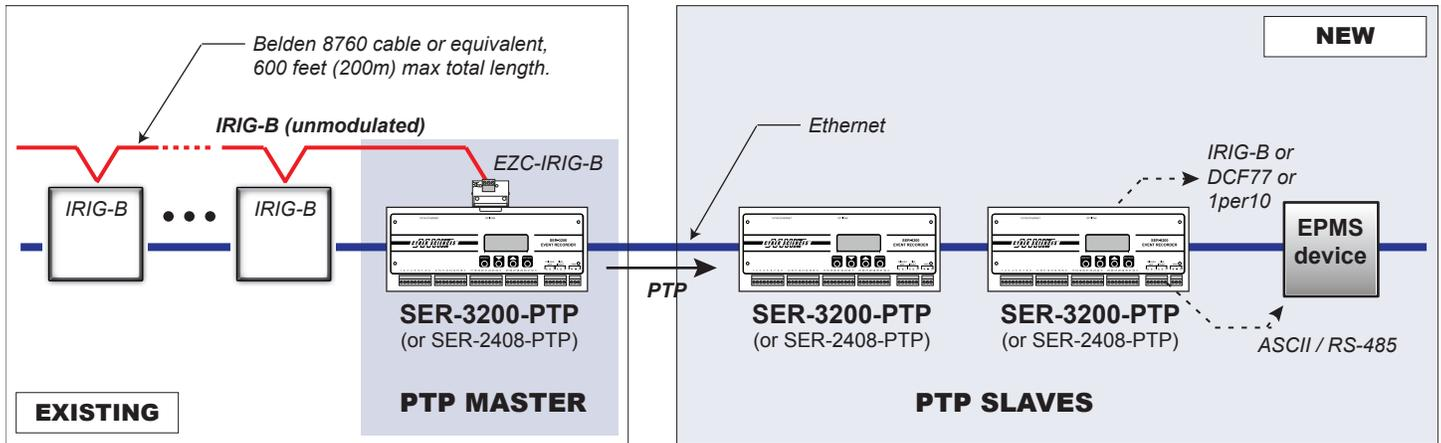 Belden 8760 cable or equivalent,
600 feet (200m) max total length.
IRIG-B (unmodulated)
EZC-IRIG-B
IRIG-B
IRIG-B
SER-3200-PTP
(or SER-2408-PTP)
PTP MASTER
EXISTING
NEW
Ethernet
PTP
IRIG-B or
DCF77 or
1per10
EPMS
device
SER-3200-PTP
(or SER-2408-PTP)
SER-3200-PTP
(or SER-2408-PTP)
ASCII / RS-485
PTP SLAVES